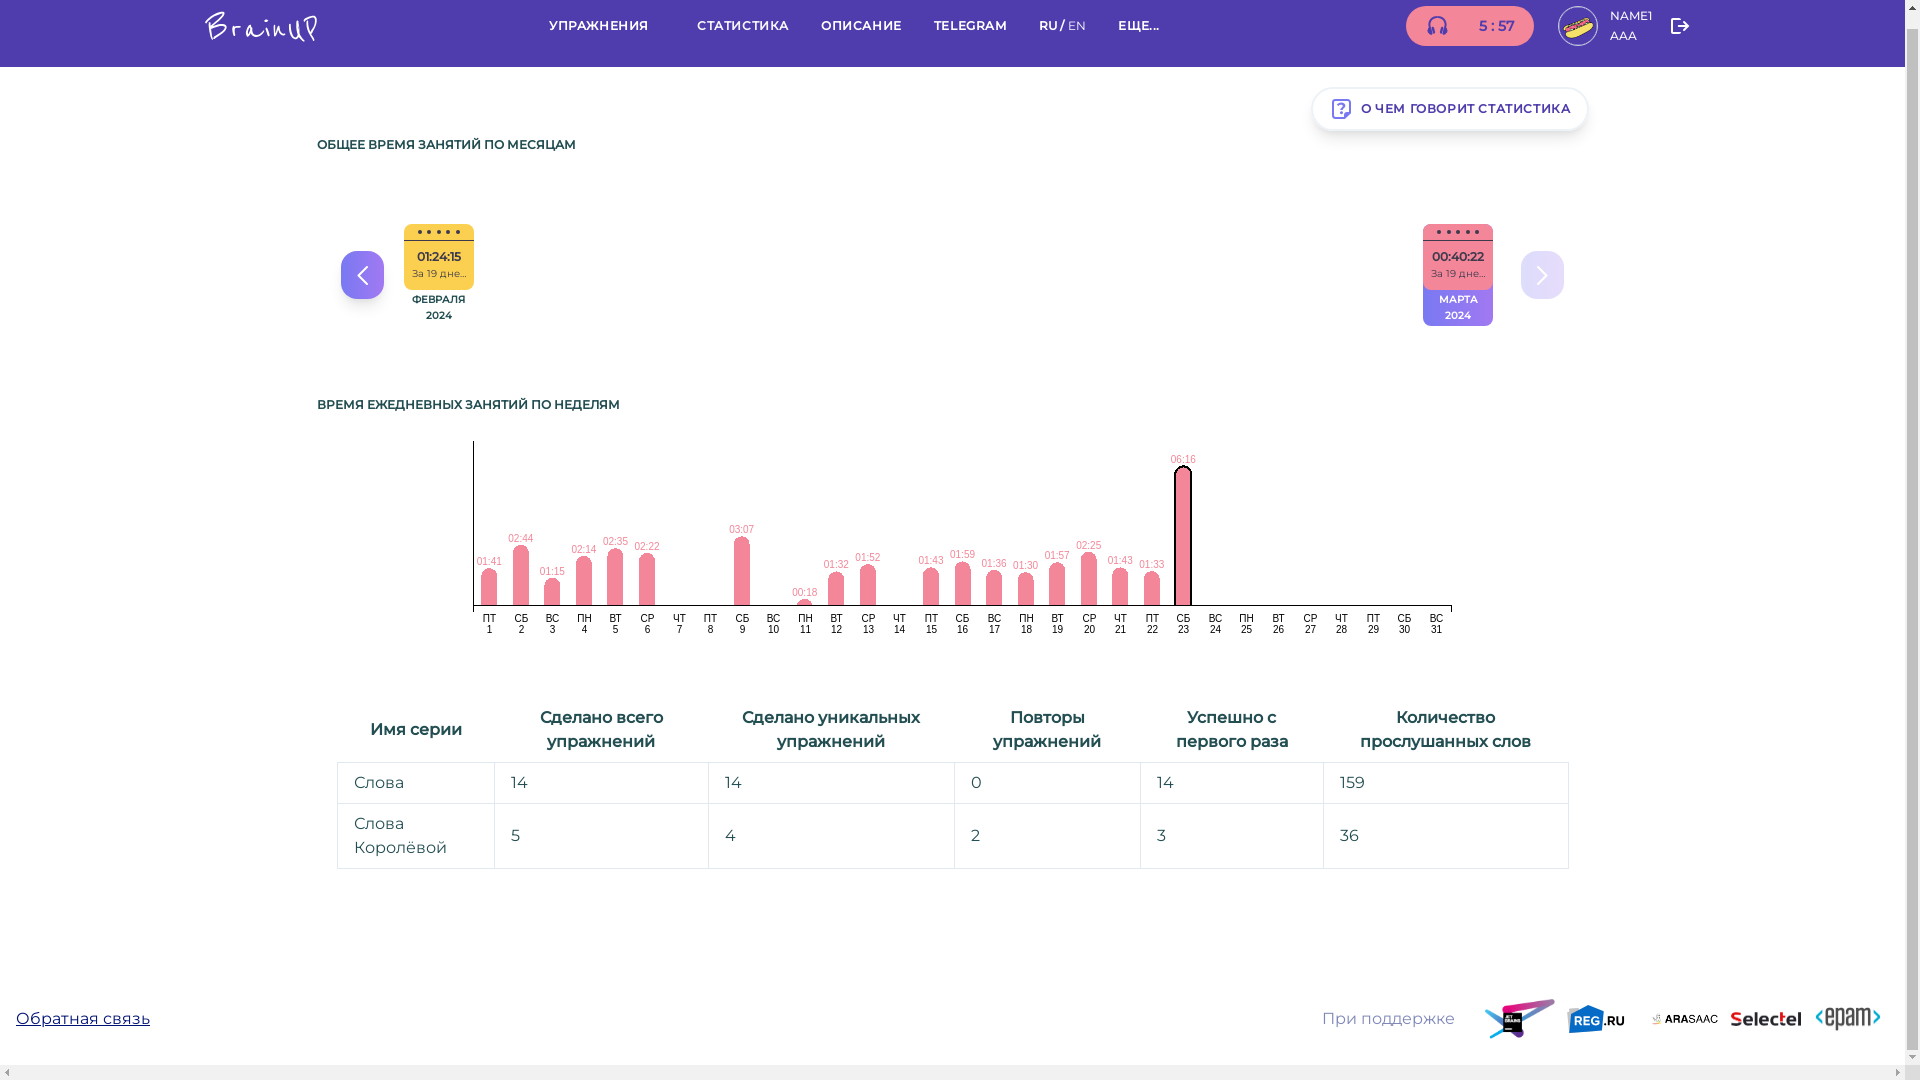 BrainUP
УПРАЖНЕНИЯ
СТАТИСТИКА
ОПИСАНИЕ
TELEGRAM
RU / EN
ЕЩЕ...
5 : 57
NAME1
AAA
О ЧЕМ ГОВОРИТ СТАТИСТИКА
ОБЩЕЕ ВРЕМЯ ЗАНЯТИЙ ПО МЕСЯЦАМ
01:24:15
За 19 дне...
ФЕВРАЛЯ
2024
00:40:22
За 19 дне...
МАРТА
2024
ВРЕМЯ ЕЖЕДНЕВНЫХ ЗАНЯТИЙ ПО НЕДЕЛЯМ
01:41 02:44 01:15 02:14 02:35 02:22 03:07 00:18 01:32 01:52 01:43 01:59 01:36 01:30 01:57 02:25 01:43 01:33 06:16
ПТ СБ ВС ПН ВТ СР ЧТ ПТ СБ ВС ПН ВТ СР ЧТ ПТ СБ ВС ПН ВТ СР ЧТ ПТ СБ ВС ПН ВТ СР ЧТ ПТ СБ ВС
1 2 3 4 5 6 7 8 9 10 11 12 13 14 15 16 17 18 19 20 21 22 23 24 25 26 27 28 29 30 31
Имя серии
Сделано всего
упражнений
Сделано уникальных
упражнений
Повторы
упражнений
Успешно с
первого раза
Количество
прослушанных слов
Слова 14 14 0 14 159
Слова
Королёвой
5 4 2 3 36
Обратная связь
При поддержке
JET
BRAINS
REG.RU
ARASAAC
Selectel
<epam>